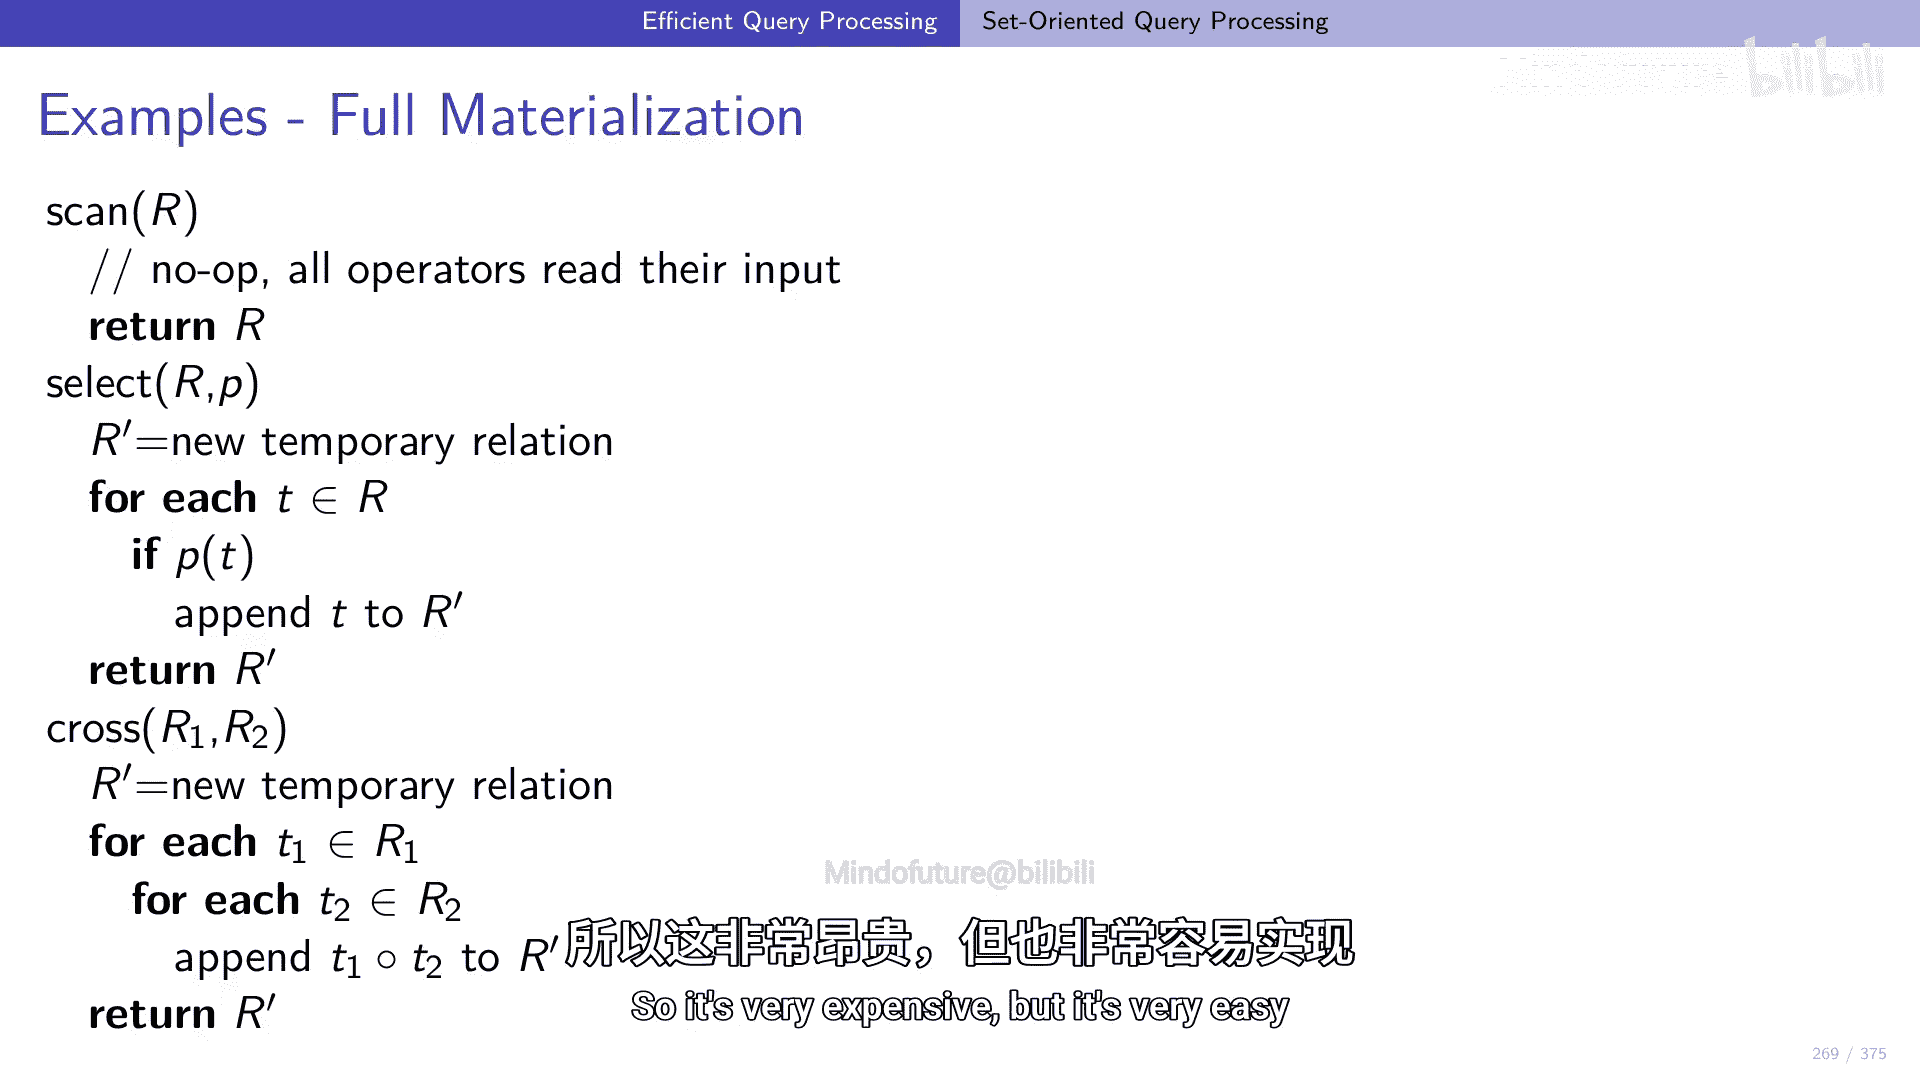 Efficient Query Processing
Set-Oriented Query Processing
bilibili
Examples - Full Materialization
scan(R)
// no-op, all operators read their input
return R
select(R,p)
R′=new temporary relation
for each t ∈ R
if p(t)
append t to R′
return R′
cross(R₁,R₂)
R′=new temporary relation
for each t₁ ∈ R₁
for each t₂ ∈ R₂
append t₁ ∘ t₂ to R′
return R′
Mindofuture@bilibili
所以这非常昂贵，但也非常容易实现
So it's very expensive, but it's very easy
269 / 375